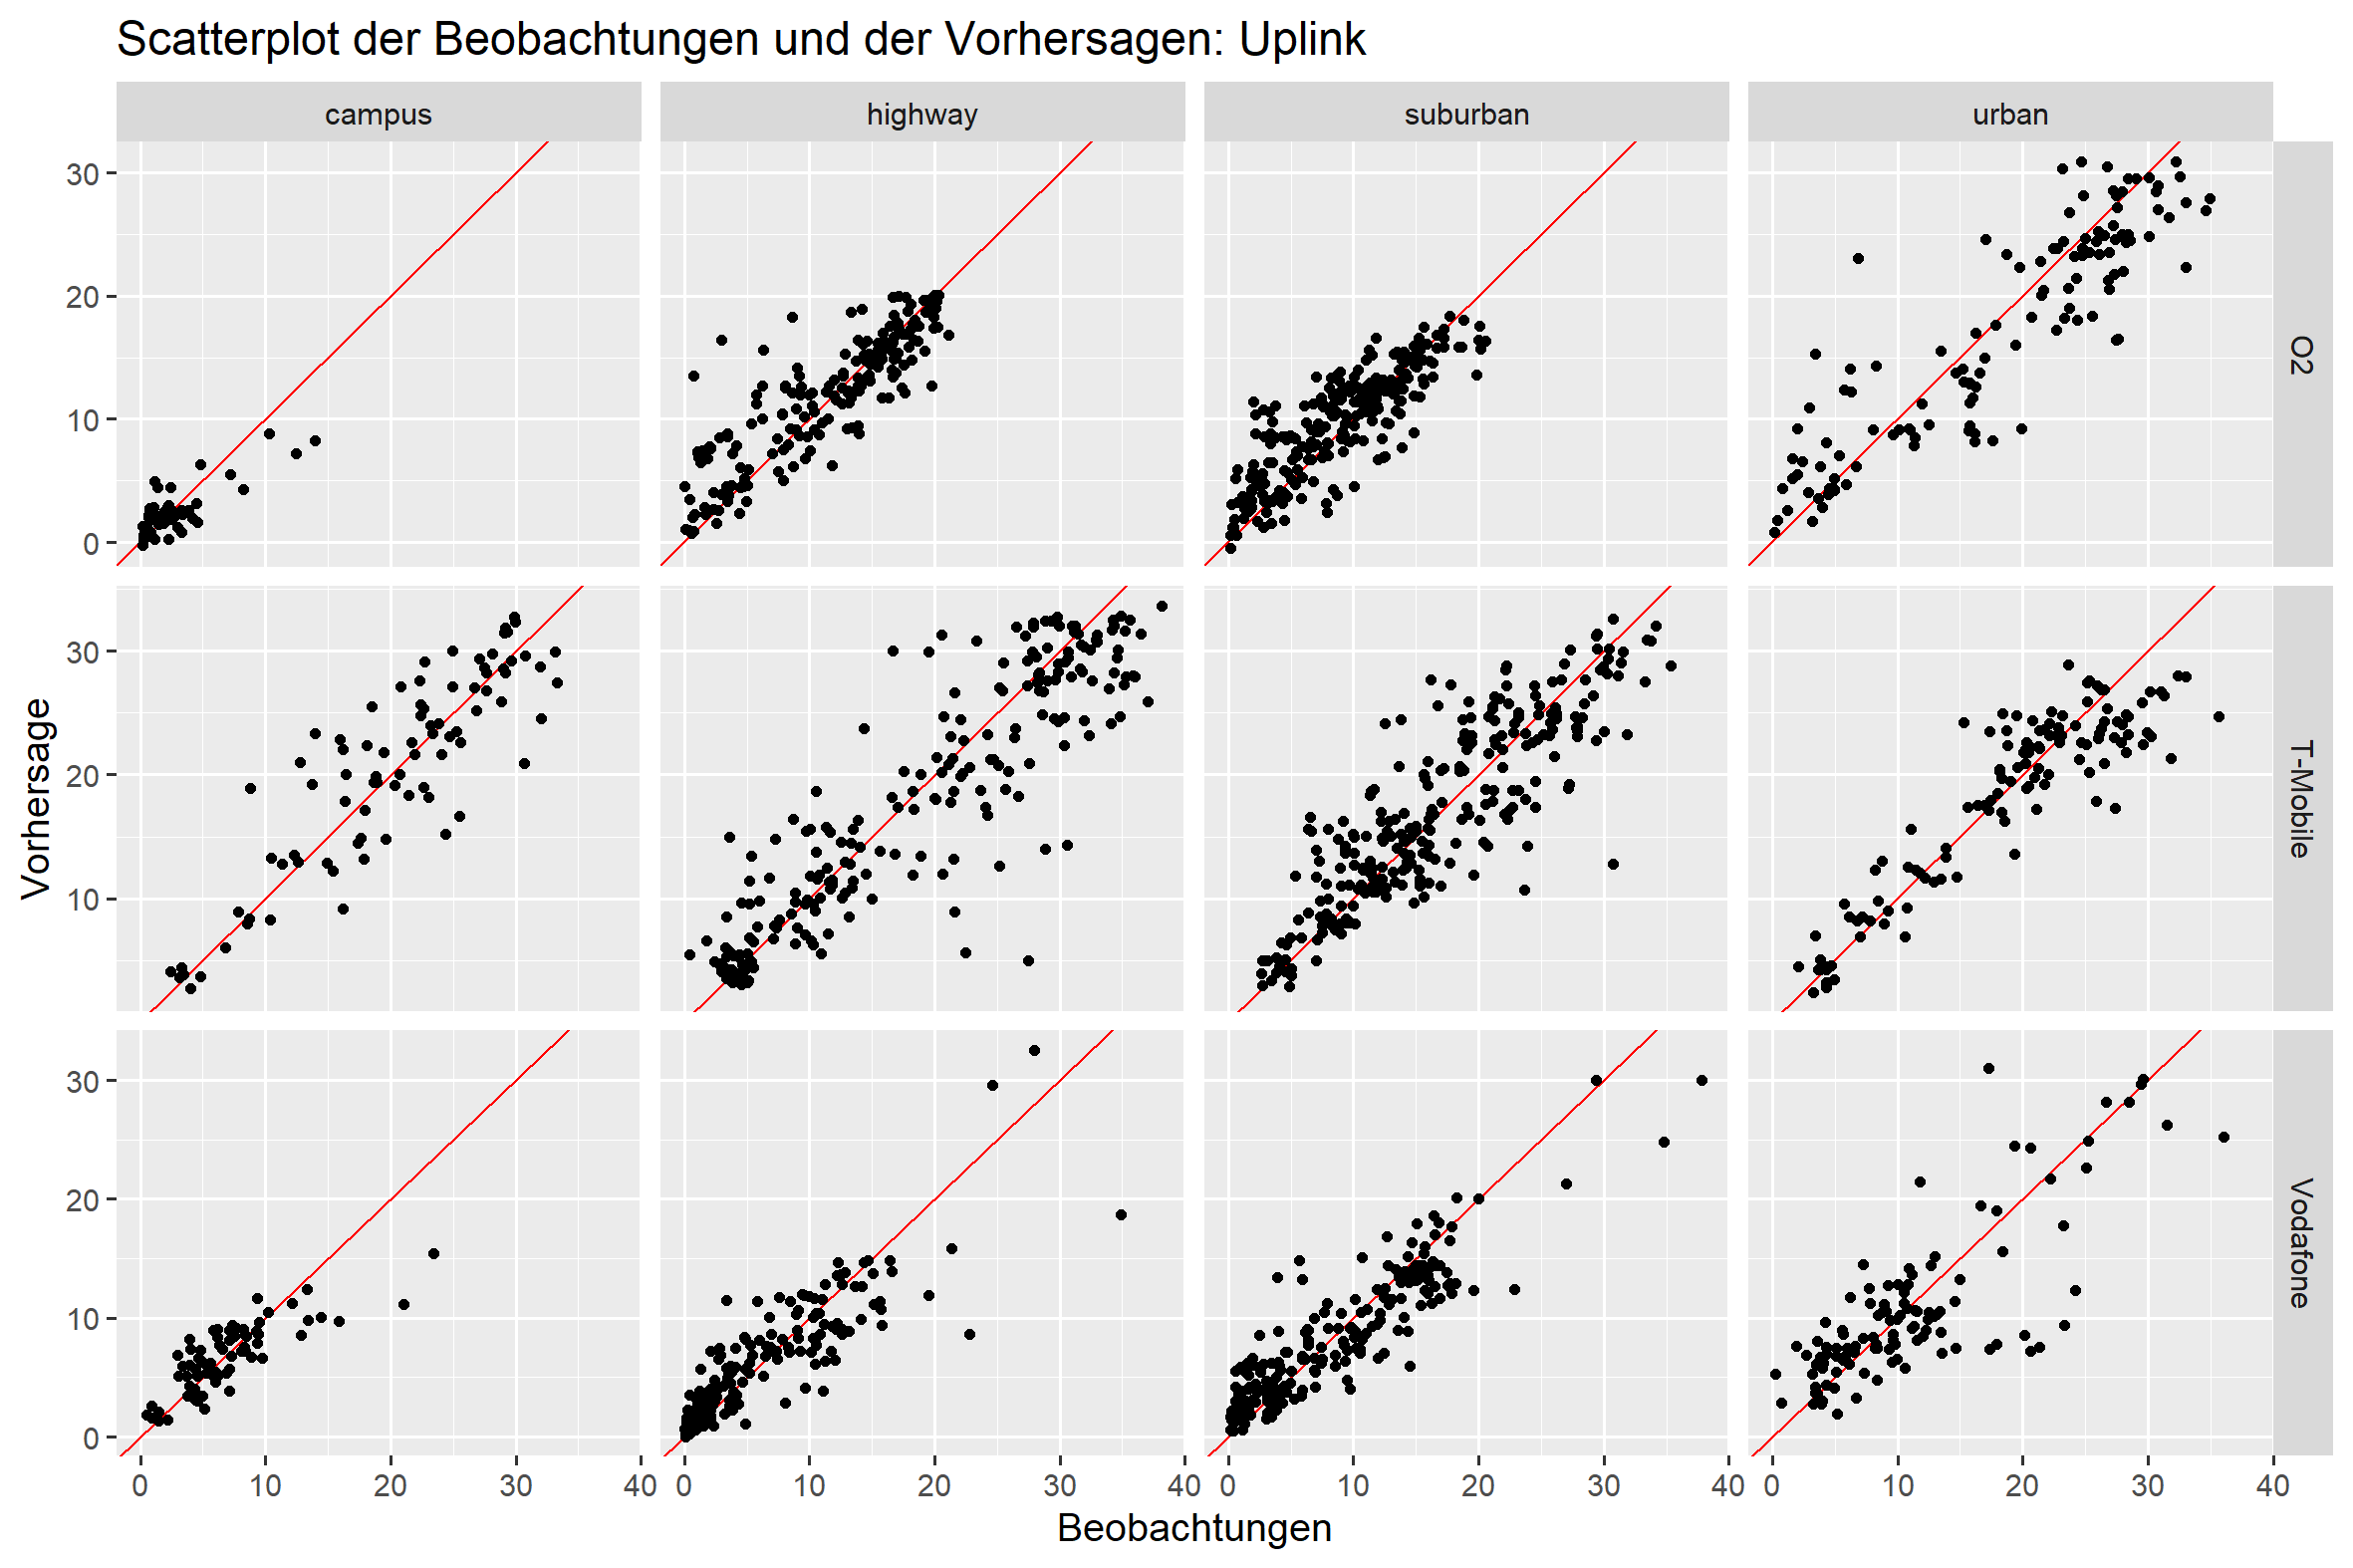 Scatterplot der Beobachtungen und der Vorhersagen: Uplink
campus highway suburban urban
30
20
10
0
O2
30
20
10
T-Mobile
30
20
10
0
Vodafone
0 10 20 30 40 0 10 20 30 40 0 10 20 30 40 0 10 20 30 40
Vorhersage
Beobachtungen